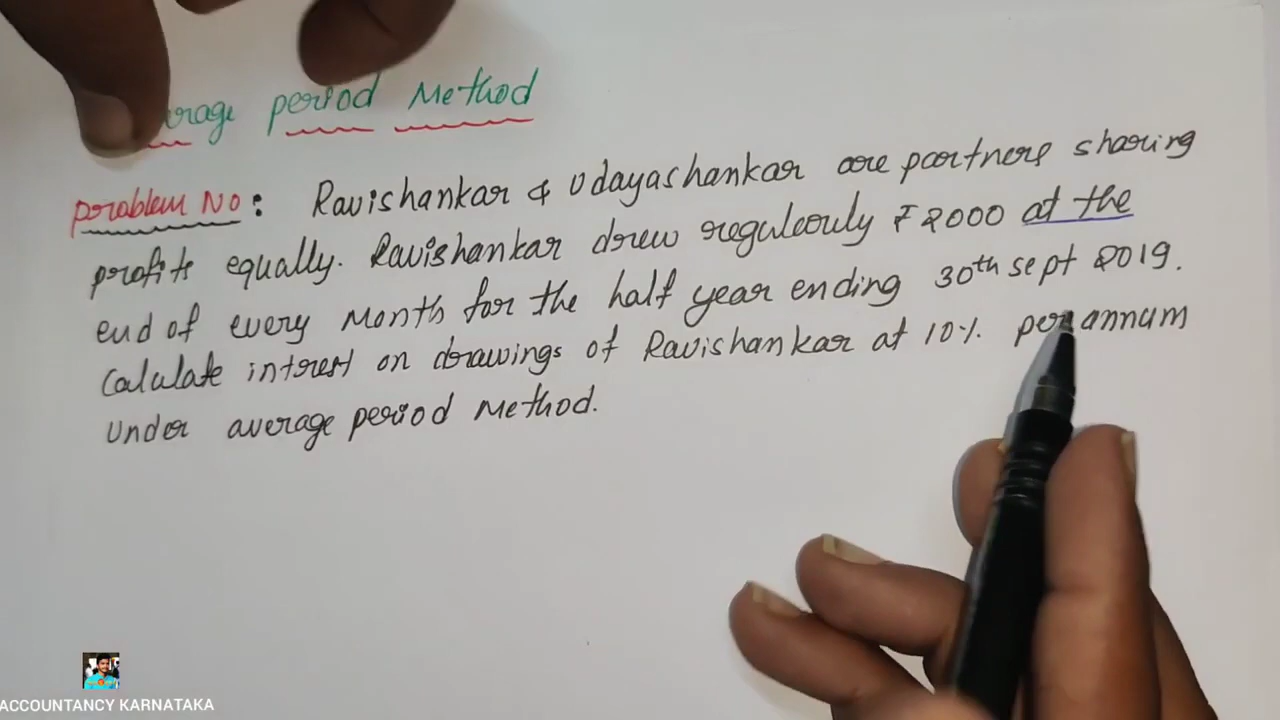 period Method
Problem No: Ravishankar & Udayashankar are partners sharing
profits equally. Ravishankar drew regularly ₹ 2000 at the
end of every Month for the half year ending 30th sept 2019.
Calulate interst on drawings of Ravishankar at 10% per annum
Under average period Method.
ACCOUNTANCY KARNATAKA